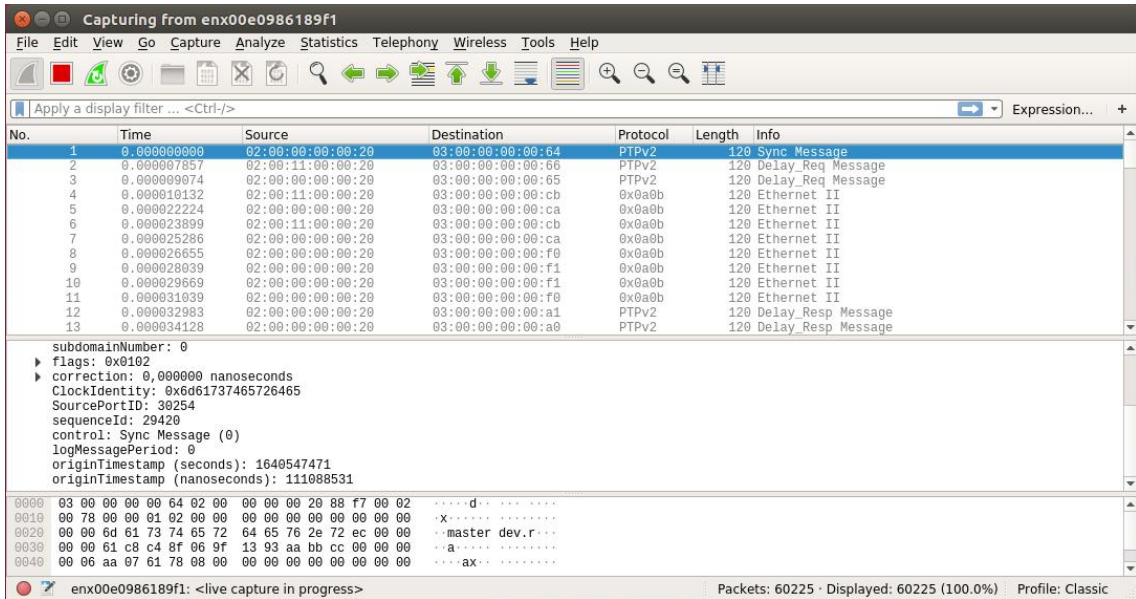 Capturing from enx00e0986189f1
File Edit View Go Capture Analyze Statistics Telephony Wireless Tools Help
Apply a display filter ... <Ctrl-/> Expression... +
No. Time Source Destination Protocol Length Info
1 0.000000000 02:00:00:00:00:20 03:00:00:00:00:64 PTPv2 120 Sync Message
2 0.000007857 02:00:11:00:00:20 03:00:00:00:00:66 PTPv2 120 Delay_Req Message
3 0.000009074 02:00:00:00:00:20 03:00:00:00:00:65 PTPv2 120 Delay_Req Message
4 0.000010132 02:00:11:00:00:20 03:00:00:00:00:cb 0x0a0b 120 Ethernet II
5 0.000022224 02:00:00:00:00:20 03:00:00:00:00:ca 0x0a0b 120 Ethernet II
6 0.000023899 02:00:11:00:00:20 03:00:00:00:00:cb 0x0a0b 120 Ethernet II
7 0.000025286 02:00:00:00:00:20 03:00:00:00:00:ca 0x0a0b 120 Ethernet II
8 0.000026655 02:00:00:00:00:20 03:00:00:00:00:f0 0x0a0b 120 Ethernet II
9 0.000028039 02:00:00:00:00:20 03:00:00:00:00:f1 0x0a0b 120 Ethernet II
10 0.000029669 02:00:00:00:00:20 03:00:00:00:00:f1 0x0a0b 120 Ethernet II
11 0.000031039 02:00:00:00:00:20 03:00:00:00:00:f0 0x0a0b 120 Ethernet II
12 0.000032983 02:00:00:00:00:20 03:00:00:00:00:a1 PTPv2 120 Delay_Resp Message
13 0.000034128 02:00:00:00:00:20 03:00:00:00:00:a0 PTPv2 120 Delay_Resp Message
subdomainNumber: 0
flags: 0x0102
correction: 0,000000 nanoseconds
ClockIdentity: 0x6d61737465726465
SourcePortID: 30254
sequenceId: 29420
control: Sync Message (0)
logMessagePeriod: 0
originTimestamp (seconds): 1640547471
originTimestamp (nanoseconds): 111088531
0000 03 00 00 00 00 64 02 00 00 00 00 20 88 f7 00 02 ·····d·· ··· ····
0010 00 78 00 00 01 02 00 00 00 00 00 00 00 00 00 00 ·x······ ········
0020 00 00 6d 61 73 74 65 72 64 65 76 2e 72 ec 00 00 ··master dev.r···
0030 00 00 61 c8 c4 8f 06 9f 13 93 aa bb cc 00 00 00 ··a····· ········
0040 00 06 aa 07 61 78 08 00 00 00 00 00 00 00 00 00 ····ax·· ········
enx00e0986189f1: <live capture in progress> Packets: 60225 · Displayed: 60225 (100.0%) Profile: Classic